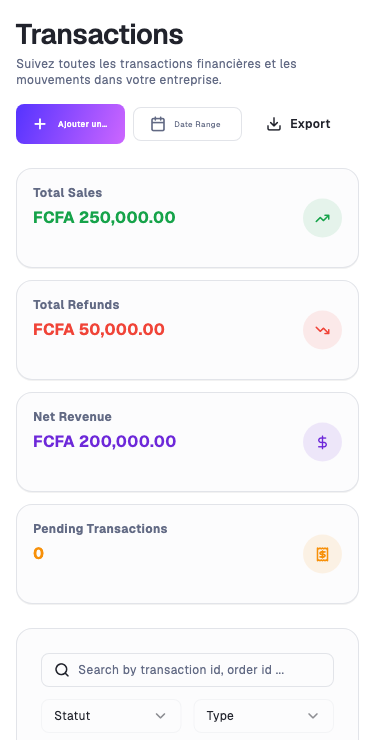 Transactions
Suivez toutes les transactions financières et les
mouvements dans votre entreprise.
Ajouter un...
Date Range
Export
Total Sales
FCFA 250,000.00
Total Refunds
FCFA 50,000.00
Net Revenue
FCFA 200,000.00
Pending Transactions
0
Search by transaction id, order id ...
Statut
Type